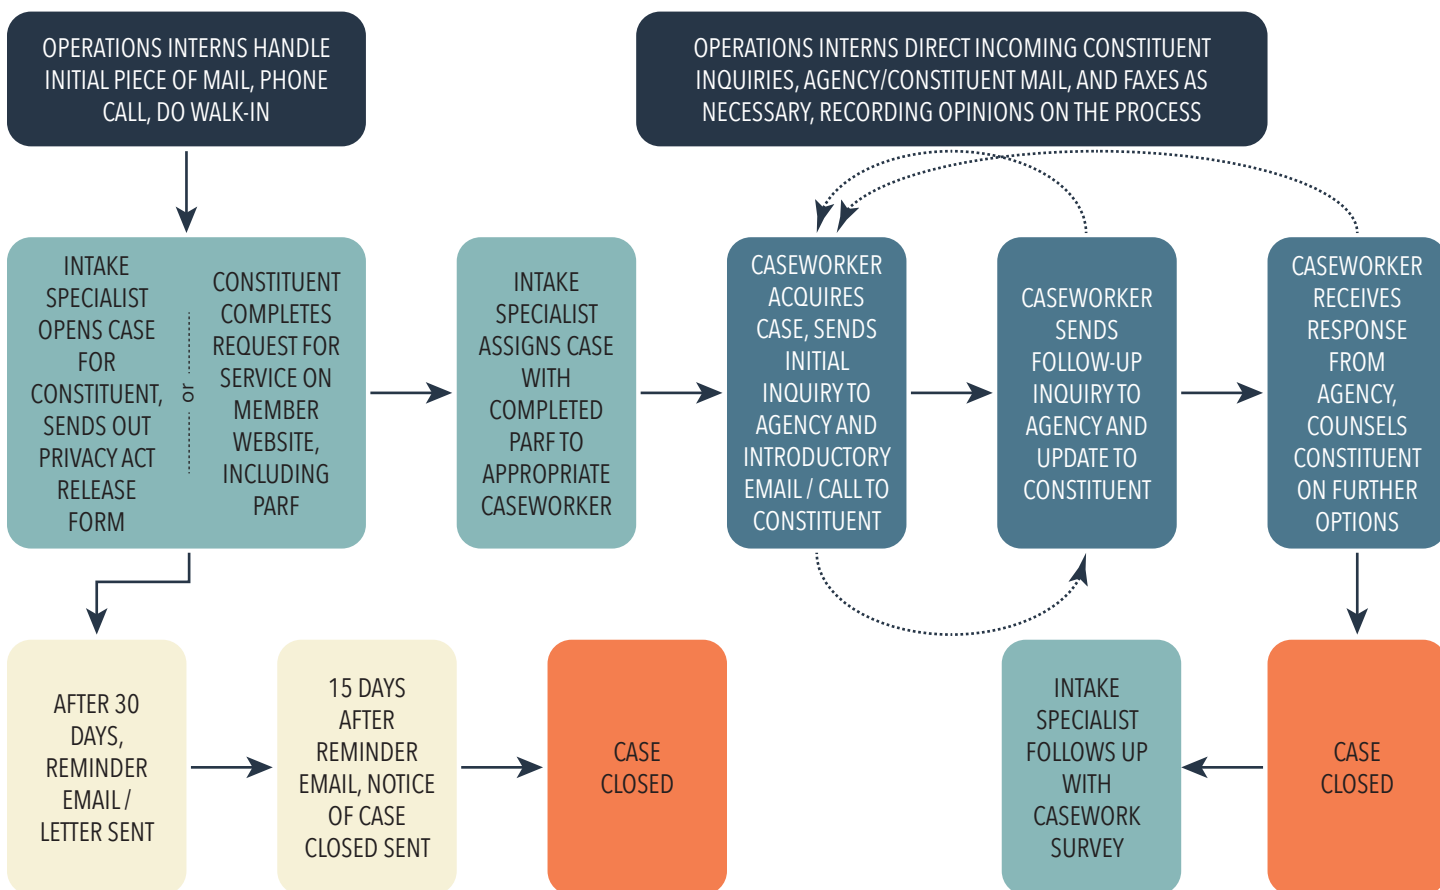 OPERATIONS INTERNS HANDLE
INITIAL PIECE OF MAIL, PHONE
CALL, DO WALK-IN
OPERATIONS INTERNS DIRECT INCOMING CONSTITUENT
INQUIRIES, AGENCY/CONSTITUENT MAIL, AND FAXES AS
NECESSARY, RECORDING OPINIONS ON THE PROCESS
INTAKE
SPECIALIST
OPENS CASE
FOR
CONSTITUENT,
SENDS OUT
PRIVACY ACT
RELEASE
FORM
or
CONSTITUENT
COMPLETES
REQUEST FOR
SERVICE ON
MEMBER
WEBSITE,
INCLUDING
PARF
INTAKE
SPECIALIST
ASSIGNS CASE
WITH
COMPLETED
PARF TO
APPROPRIATE
CASEWORKER
CASEWORKER
ACQUIRES
CASE, SENDS
INITIAL
INQUIRY TO
AGENCY AND
INTRODUCTORY
EMAIL / CALL TO
CONSTITUENT
CASEWORKER
SENDS
FOLLOW-UP
INQUIRY TO
AGENCY AND
UPDATE TO
CONSTITUENT
CASEWORKER
RECEIVES
RESPONSE
FROM
AGENCY,
COUNSELS
CONSTITUENT
ON FURTHER
OPTIONS
AFTER 30
DAYS,
REMINDER
EMAIL /
LETTER SENT
15 DAYS
AFTER
REMINDER
EMAIL, NOTICE
OF CASE
CLOSED SENT
CASE
CLOSED
INTAKE
SPECIALIST
FOLLOWS UP
WITH
CASEWORK
SURVEY
CASE
CLOSED